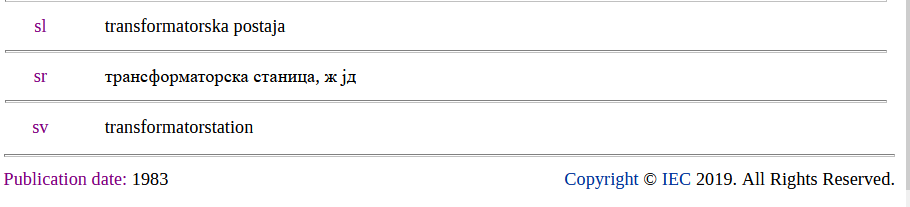 sl transformatorska postaja
sr трансформаторска станица, ж јд
sv transformatorstation
Publication date: 1983 Copyright © IEC 2019. All Rights Reserved.